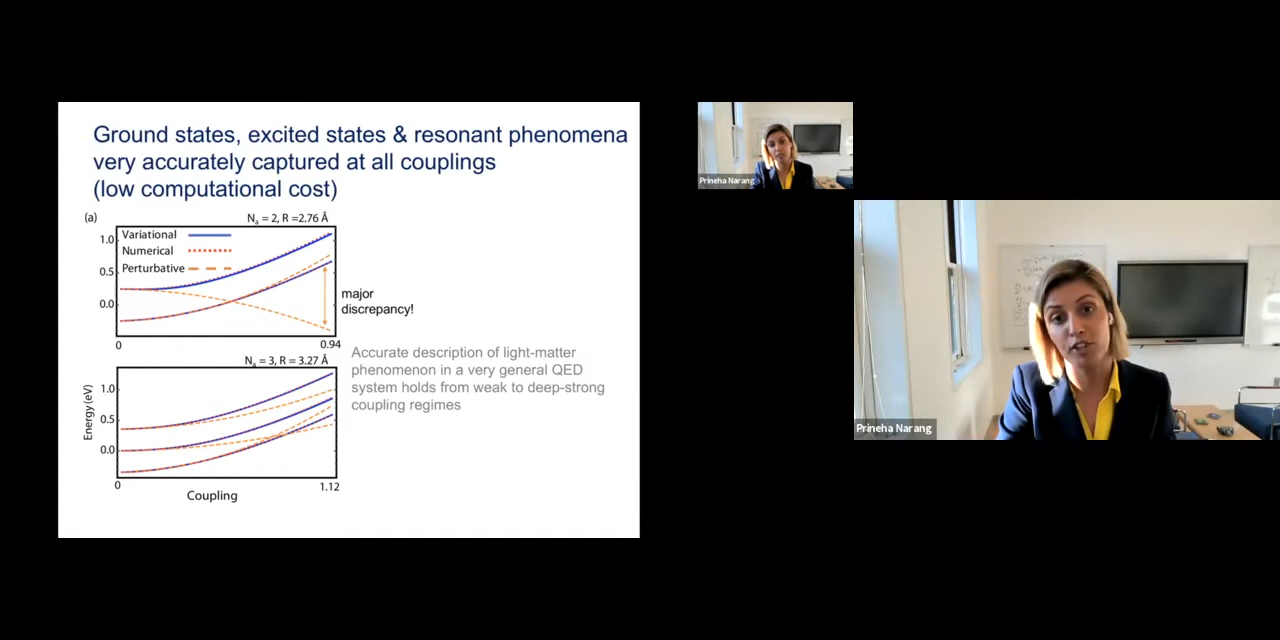 Ground states, excited states & resonant phenomena
very accurately captured at all couplings
(low computational cost)
(a)
Nₐ = 2, R =2.76 Å
Variational
Numerical
Perturbative
1.0
0.5
0.0
major
discrepancy!
0
0.94
Nₐ = 3, R = 3.27 Å
Energy (eV)
1.0
0.5
0.0
0
1.12
Coupling
Accurate description of light-matter
phenomenon in a very general QED
system holds from weak to deep-strong
coupling regimes
Prineha Narang
Prineha Narang